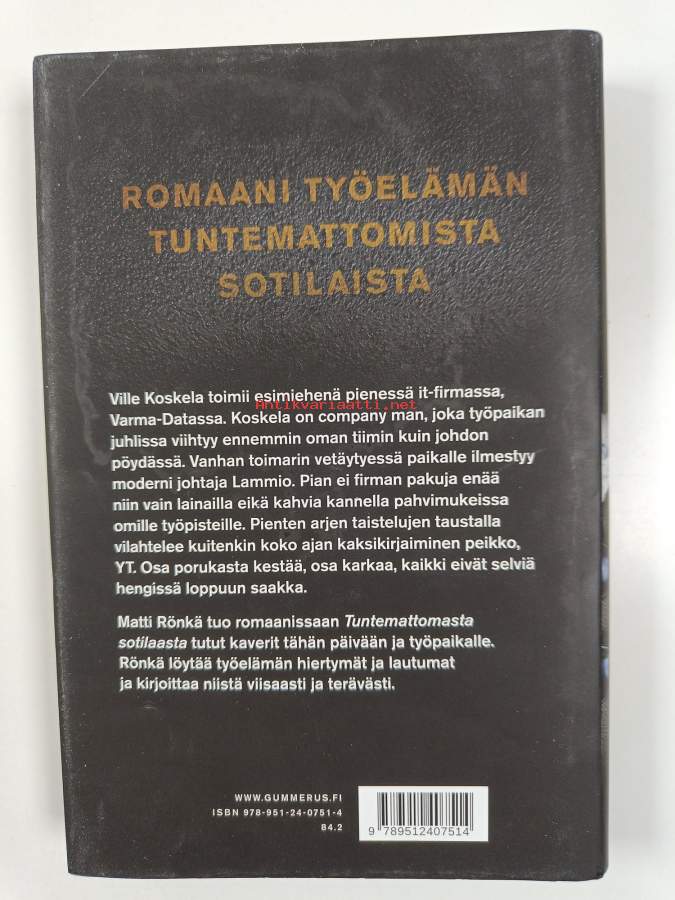 ROMAANI TYÖELÄMÄN
TUNTEMATTOMISTA
SOTILAISTA
Ville Koskela toimii esimiehenä pienessä it-firmassa,
Antikvariaatti.net
Varma-Datassa. Koskela on company man, joka työpaikan
juhlissa viihtyy ennemmin oman tiimin kuin johdon
pöydässä. Vanhan toimarin vetäytyessä paikalle ilmestyy
moderni johtaja Lammio. Pian ei firman pakuja enää
niin vain lainailla eikä kahvia kannella pahvimukeissa
omille työpisteille. Pienten arjen taistelujen taustalla
vilahtelee kuitenkin koko ajan kaksikirjaiminen peikko,
YT. Osa porukasta kestää, osa karkaa, kaikki eivät selviä
hengissä loppuun saakka.
Matti Rönkä tuo romaanissaan Tuntemattomasta
sotilaasta tutut kaverit tähän päivään ja työpaikalle.
Rönkä löytää työelämän hiertymät ja lautumat
ja kirjoittaa niistä viisaasti ja terävästi.
WWW.GUMMERUS.FI
ISBN 978-951-24-0751-4
84.2
9 789512 407514